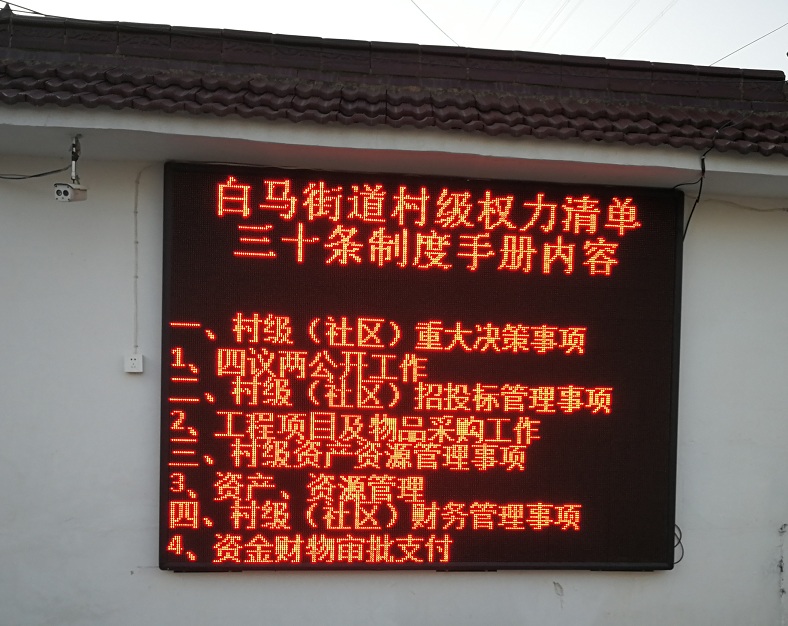 白马街道村级权力清单
三十条制度手册内容
一、村级（社区）重大决策事项
1、四议两公开工作
二、村级（社区）招投标管理事项
2、工程项目及物品采购工作
三、村级资产资源管理事项
3、资产、资源管理
四、村级（社区）财务管理事项
4、资金财物审批支付